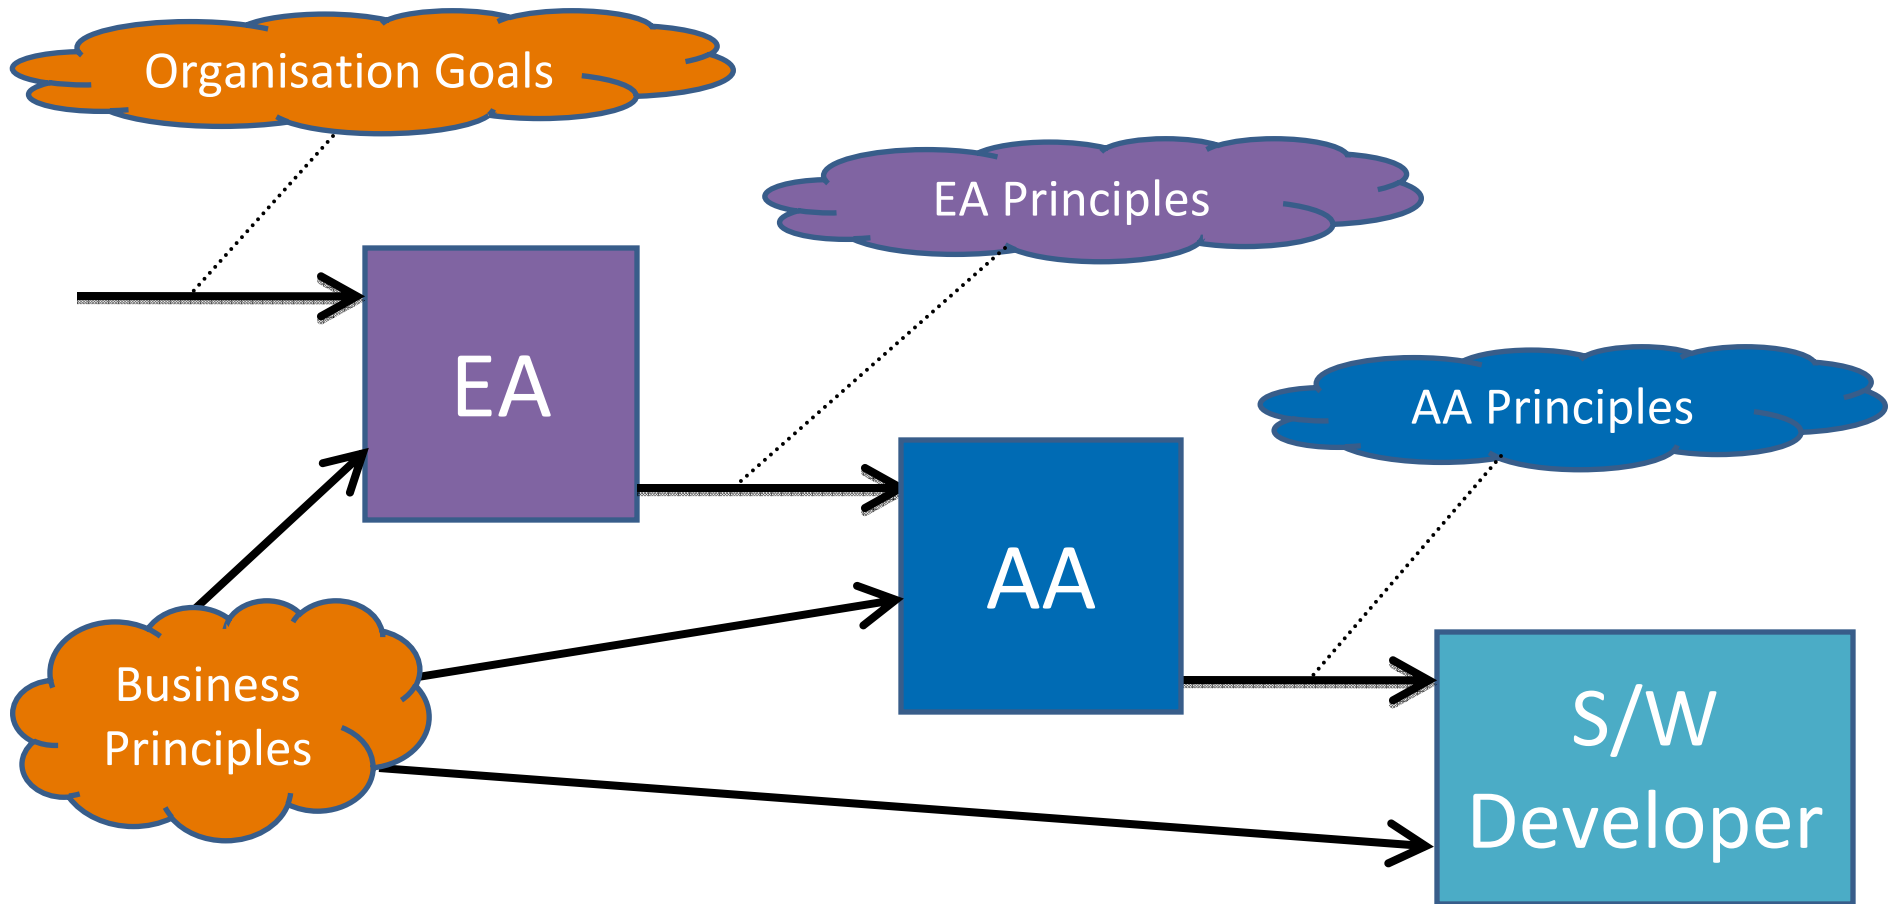 Organisation Goals
EA Principles
EA
AA Principles
AA
Business
Principles
S/W
Developer